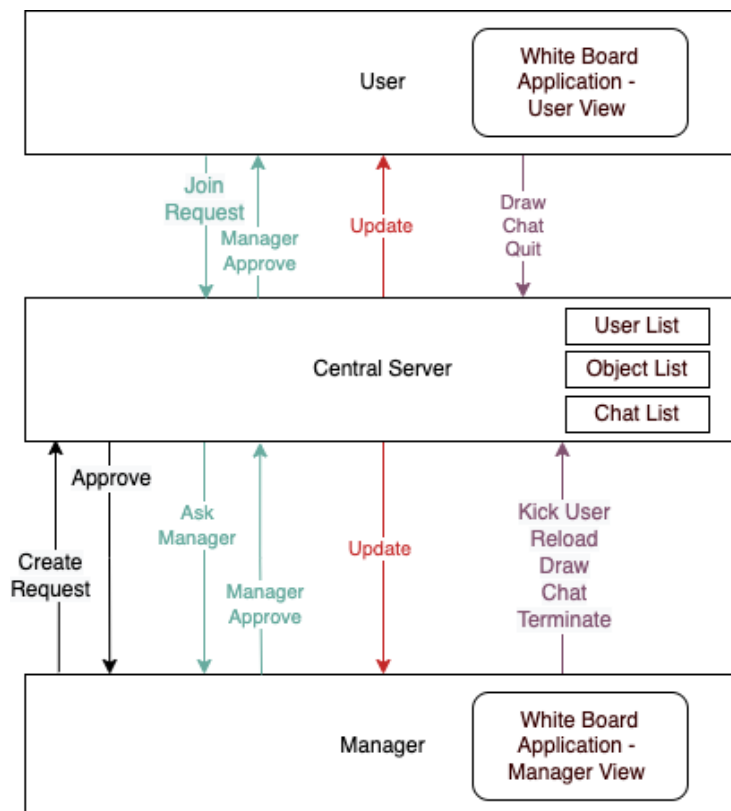 User
White Board
Application -
User View
Join
Request
Manager
Approve
Update
Draw
Chat
Quit
Central Server
User List
Object List
Chat List
Create
Request
Approve
Ask
Manager
Manager
Approve
Update
Kick User
Reload
Draw
Chat
Terminate
Manager
White Board
Application -
Manager View